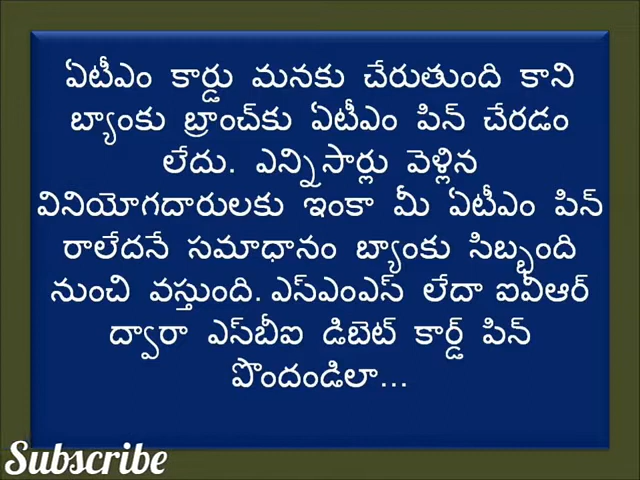 ఏటీఎం కార్డు మనకు చేరుతుంది కాని
బ్యాంకు బ్రాంచ్‌కు ఏటీఎం పిన్ చేరడం
లేదు. ఎన్నిసార్లు వెళ్లిన
వినియోగదారులకు ఇంకా మీ ఏటీఎం పిన్
రాలేదనే సమాధానం బ్యాంకు సిబ్భంది
నుంచి వస్తుంది. ఎస్ఎంఎస్ లేదా ఐవీఆర్
ద్వారా ఎస్‌బీఐ డిబెట్ కార్డ్ పిన్
పొందండిలా...
Subscribe